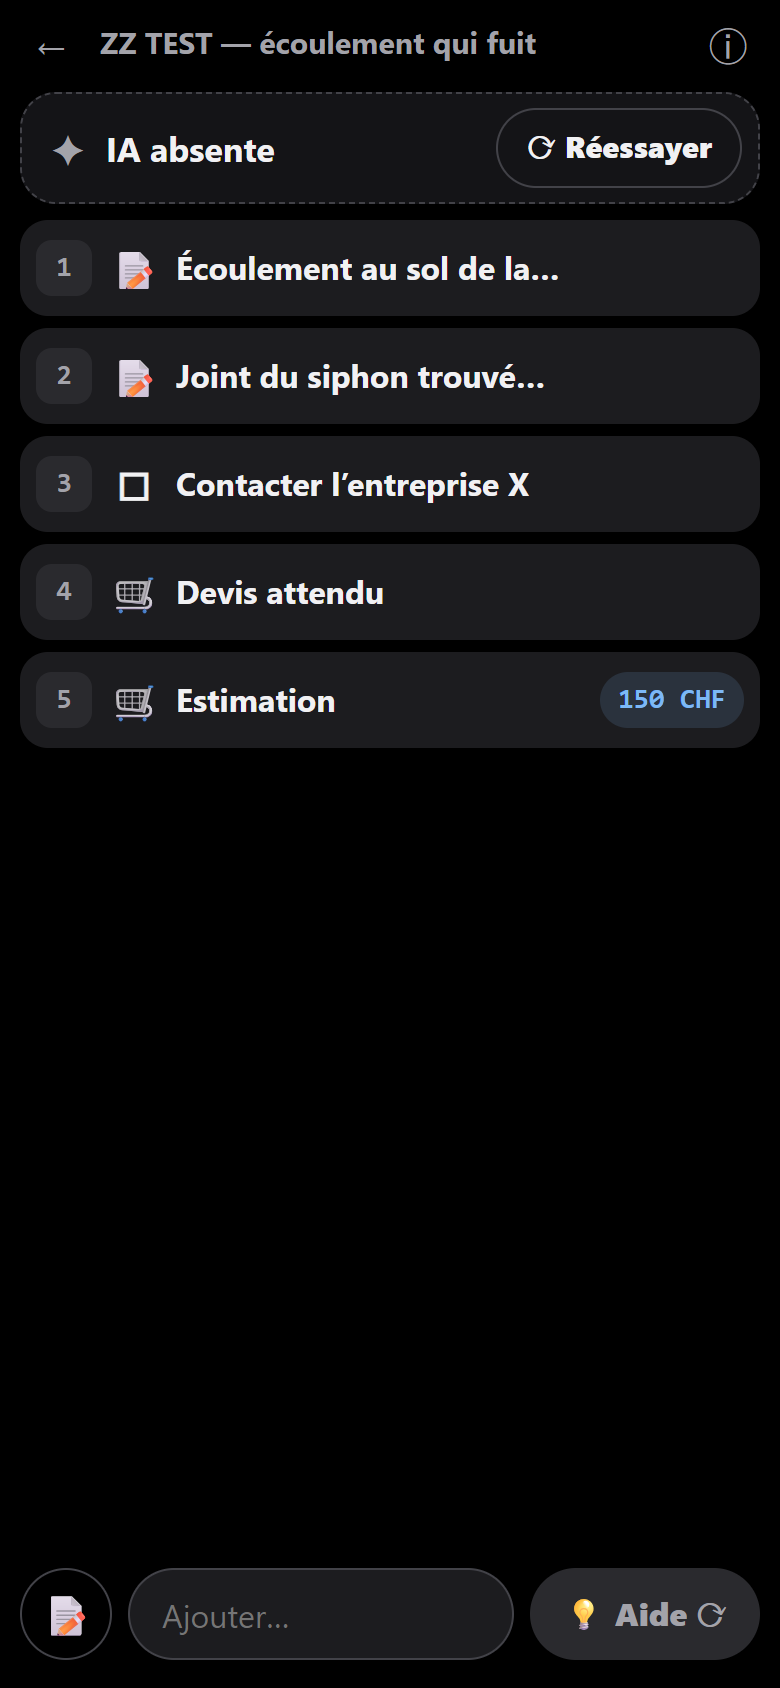 ← ZZ TEST — écoulement qui fuit ⓘ
✦ IA absente ⟳ Réessayer
1 📝 Écoulement au sol de la…
2 📝 Joint du siphon trouvé…
3 ☐ Contacter l’entreprise X
4 🛒 Devis attendu
5 🛒 Estimation 150 CHF
📝 Ajouter… 💡 Aide ⟳